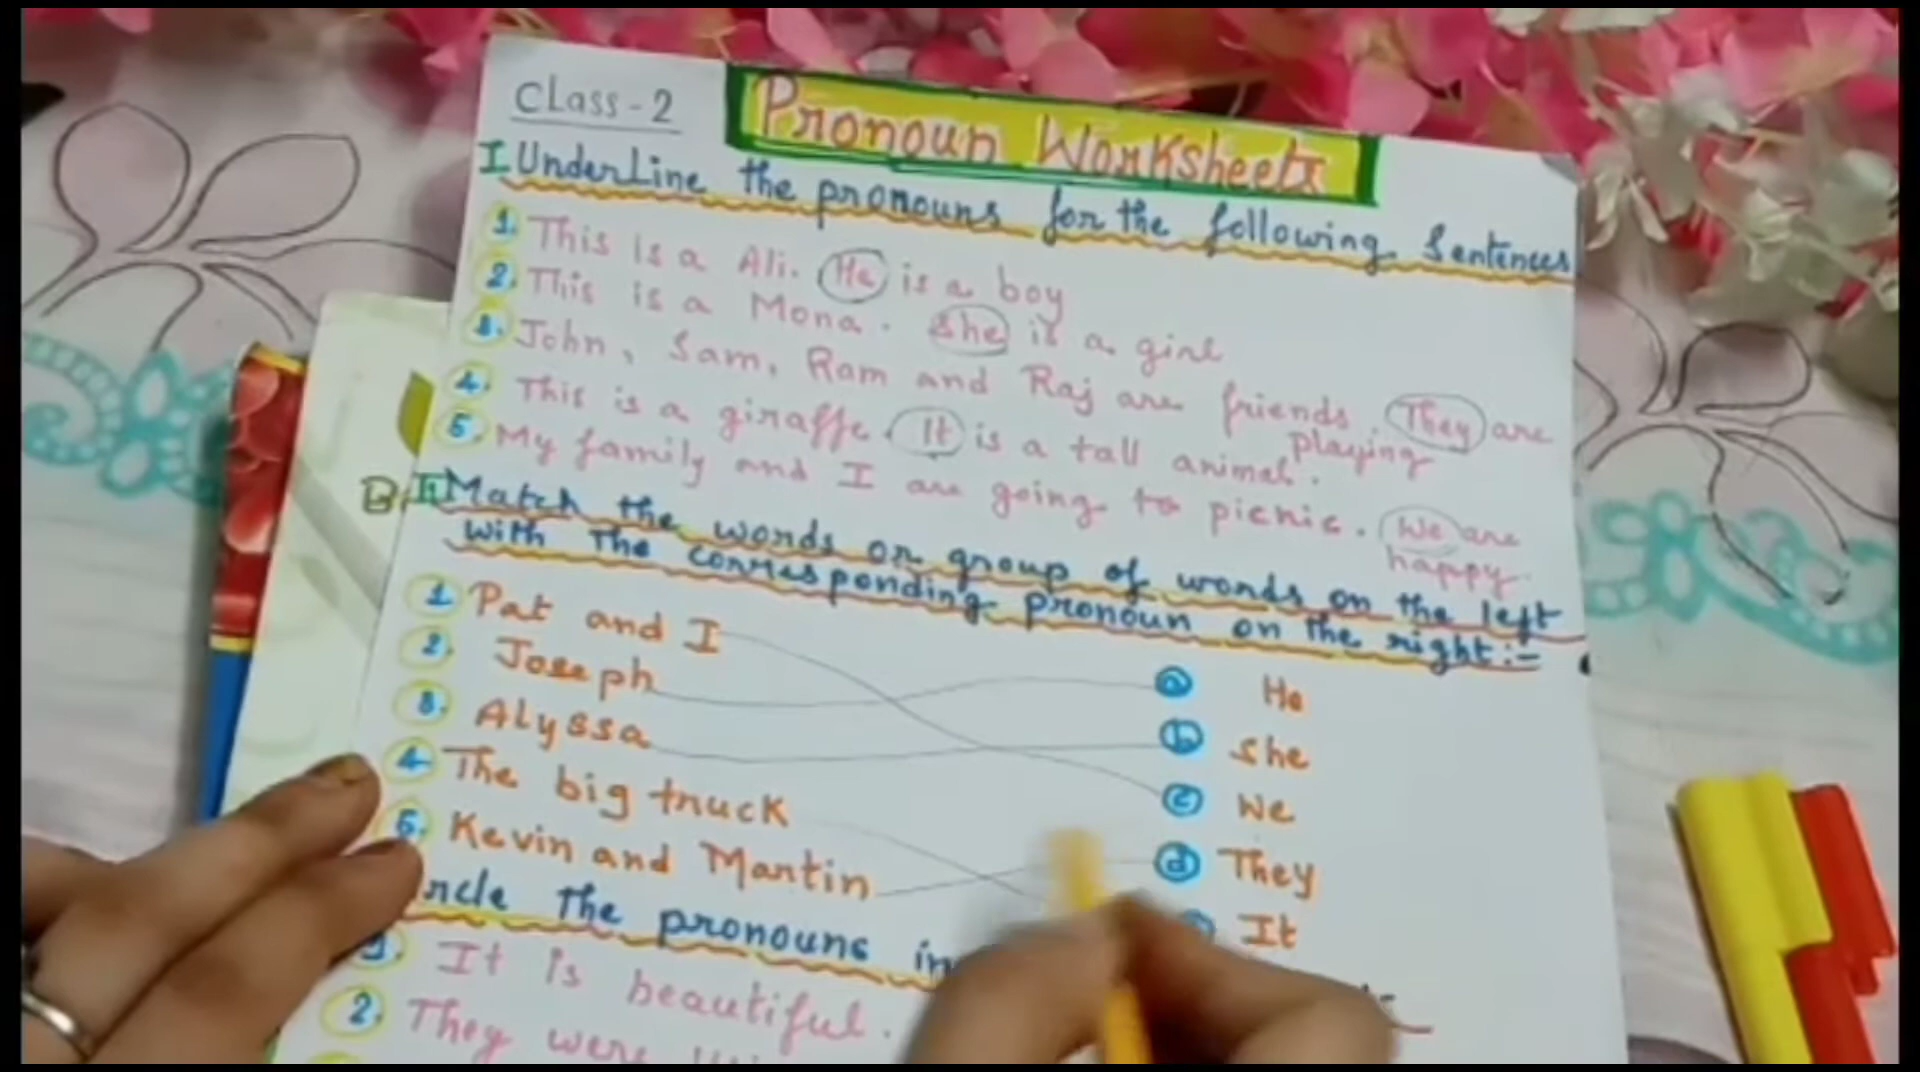 Class-2
Pronoun Worksheets
I UnderLine the pronouns for the following Sentences
1. This is a Ali. He is a boy
2. This is a Mona. She is a girl
3. John, Sam, Ram and Raj are friends. They are
playing
4. This is a giraffe. It is a tall animal.
5. My family and I are going to picnic. We are
happy.
B. II Match the words or group of words on the left
with the corresponding pronoun on the right:-
1 Pat and I
2. Joseph
3. Alyssa
4 The big truck
5. Kevin and Martin
a He
b She
c We
d They
It
the pronouns in
It is beautiful.
2. They were